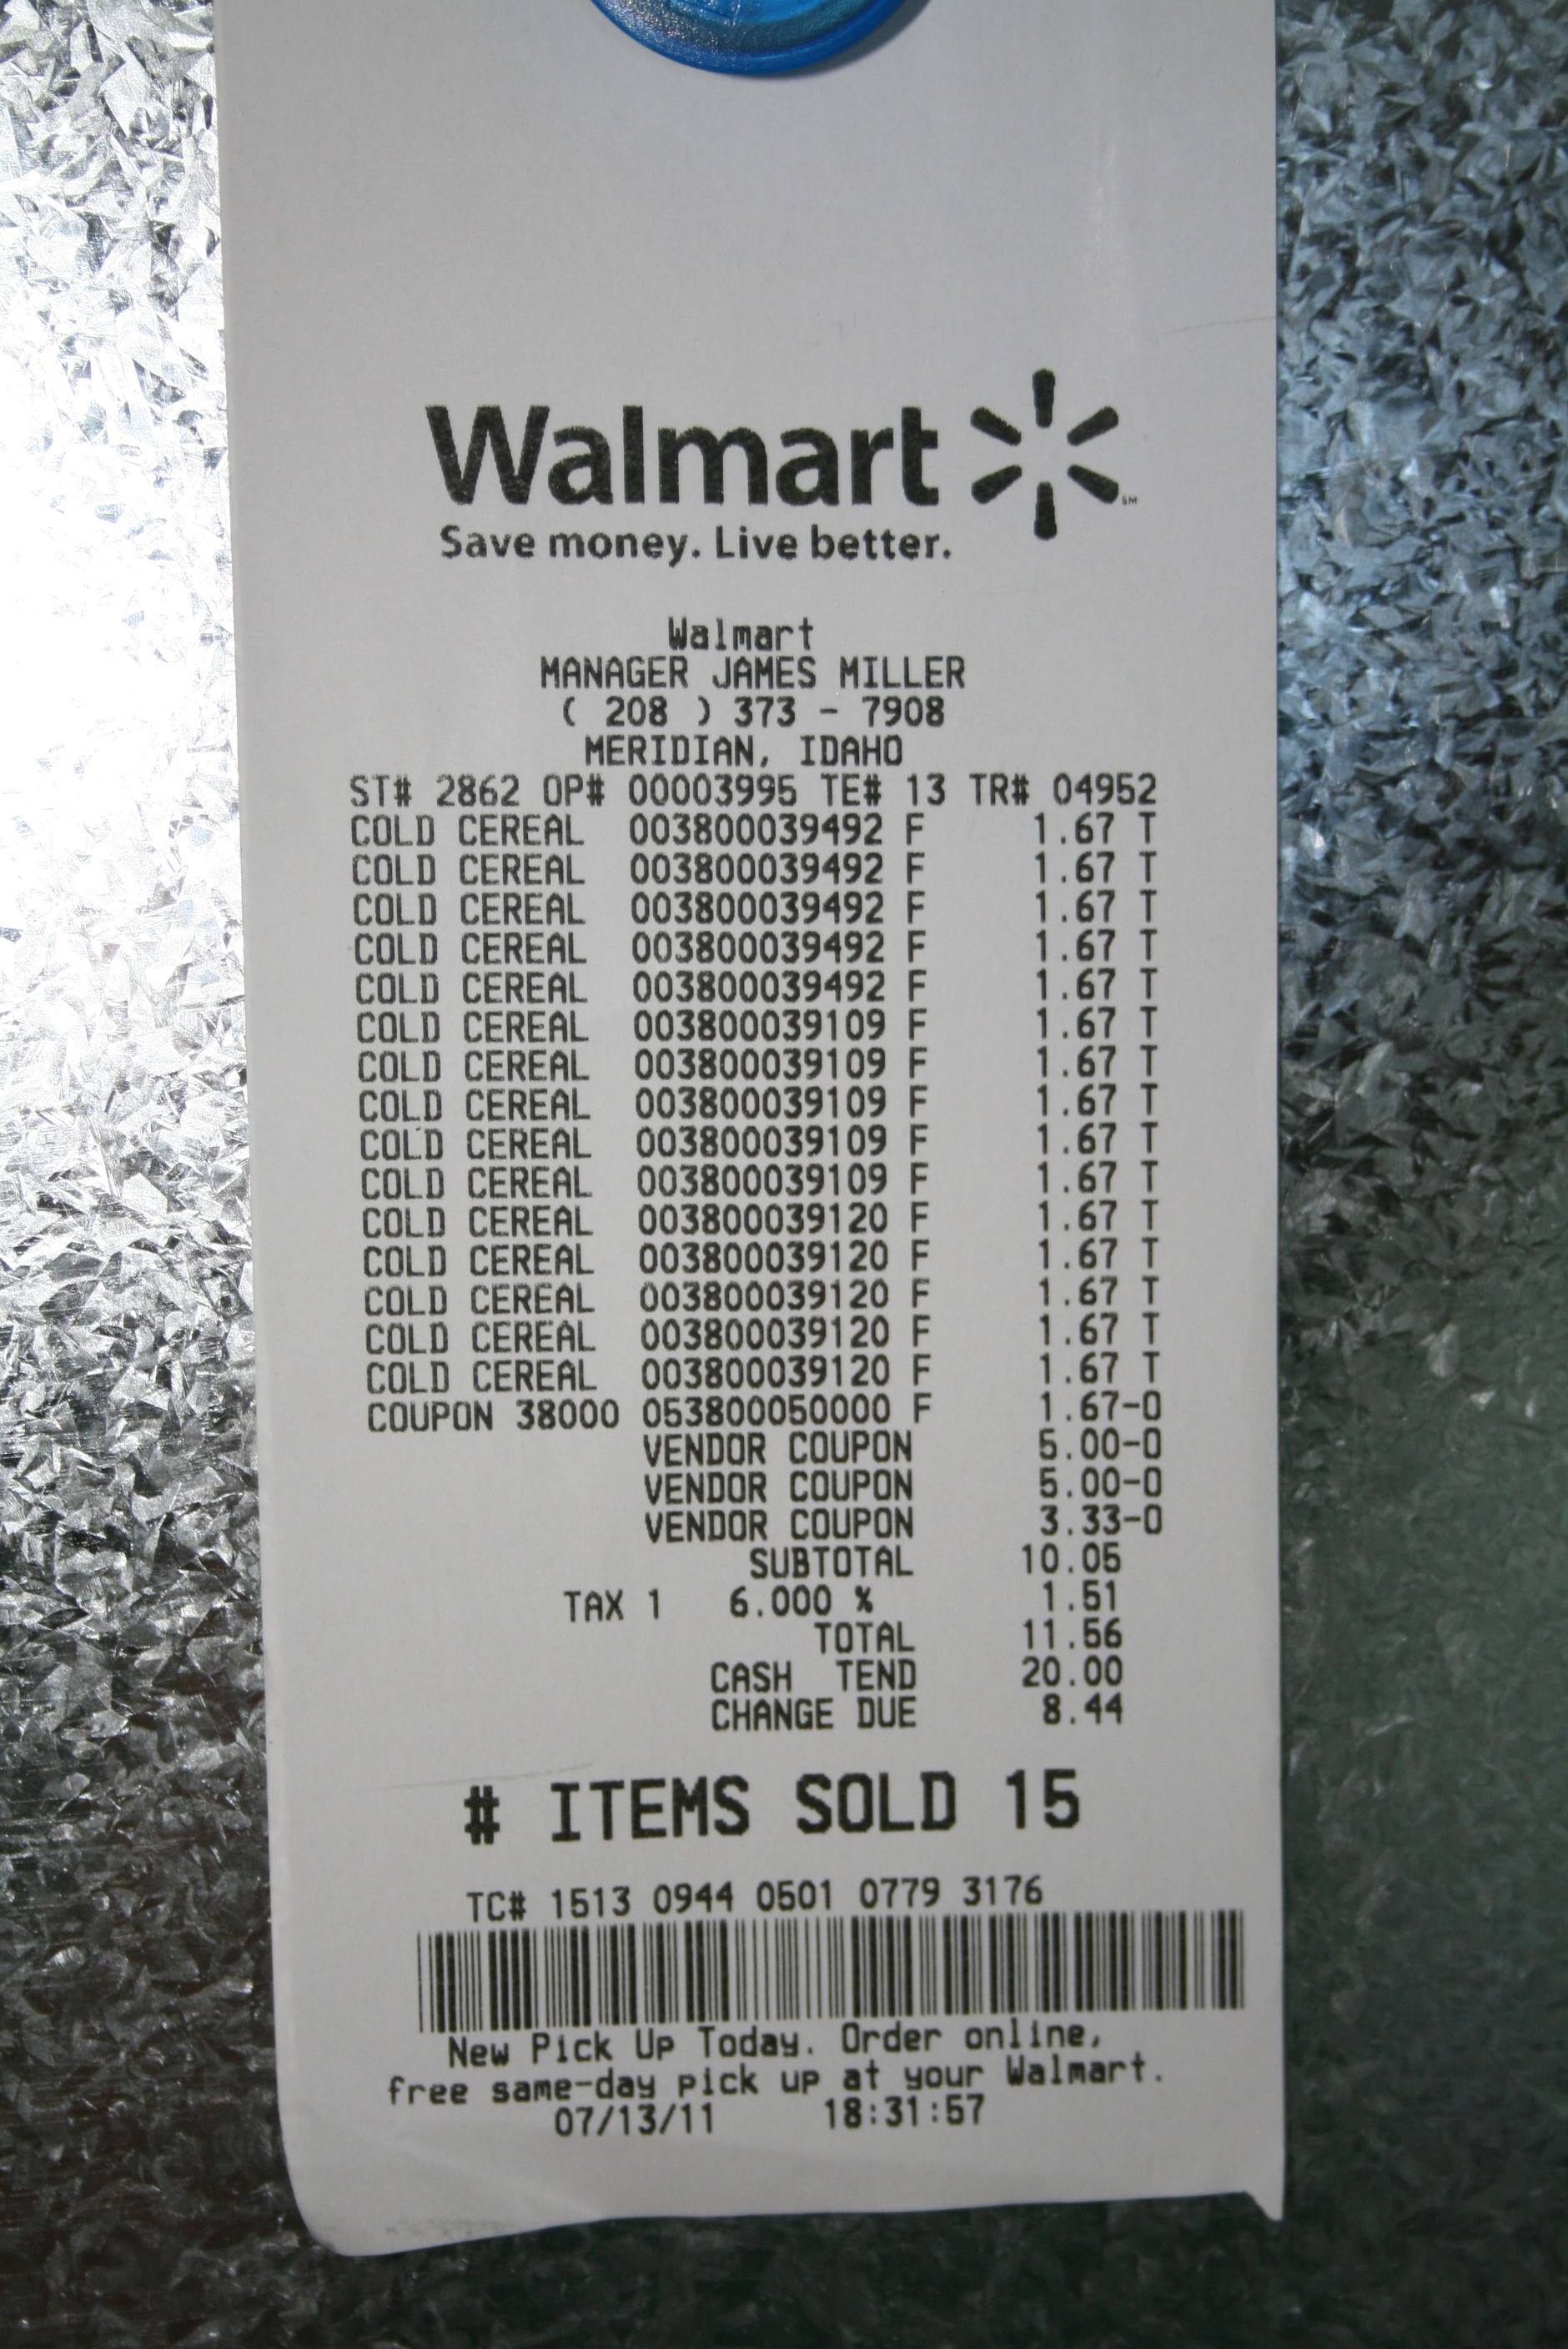 Walmart
SM
Save money. Live better.
Walmart
MANAGER JAMES MILLER
( 208 ) 373 - 7908
MERIDIAN, IDAHO
ST# 2862 OP# 00003995 TE# 13 TR# 04952
COLD CEREAL 003800039492 F 1.67 T
COLD CEREAL 003800039492 F 1.67 T
COLD CEREAL 003800039492 F 1.67 T
COLD CEREAL 003800039492 F 1.67 T
COLD CEREAL 003800039492 F 1.67 T
COLD CEREAL 003800039109 F 1.67 T
COLD CEREAL 003800039109 F 1.67 T
COLD CEREAL 003800039109 F 1.67 T
COLD CEREAL 003800039109 F 1.67 T
COLD CEREAL 003800039109 F 1.67 T
COLD CEREAL 003800039120 F 1.67 T
COLD CEREAL 003800039120 F 1.67 T
COLD CEREAL 003800039120 F 1.67 T
COLD CEREAL 003800039120 F 1.67 T
COLD CEREAL 003800039120 F 1.67 T
COUPON 38000 053800050000 F 1.67-O
VENDOR COUPON 5.00-O
VENDOR COUPON 5.00-O
VENDOR COUPON 3.33-O
SUBTOTAL 10.05
TAX 1 6.000 % 1.51
TOTAL 11.56
CASH TEND 20.00
CHANGE DUE 8.44
# ITEMS SOLD 15
TC# 1513 0944 0501 0779 3176
New Pick Up Today. Order online,
free same-day pick up at your Walmart.
07/13/11 18:31:57